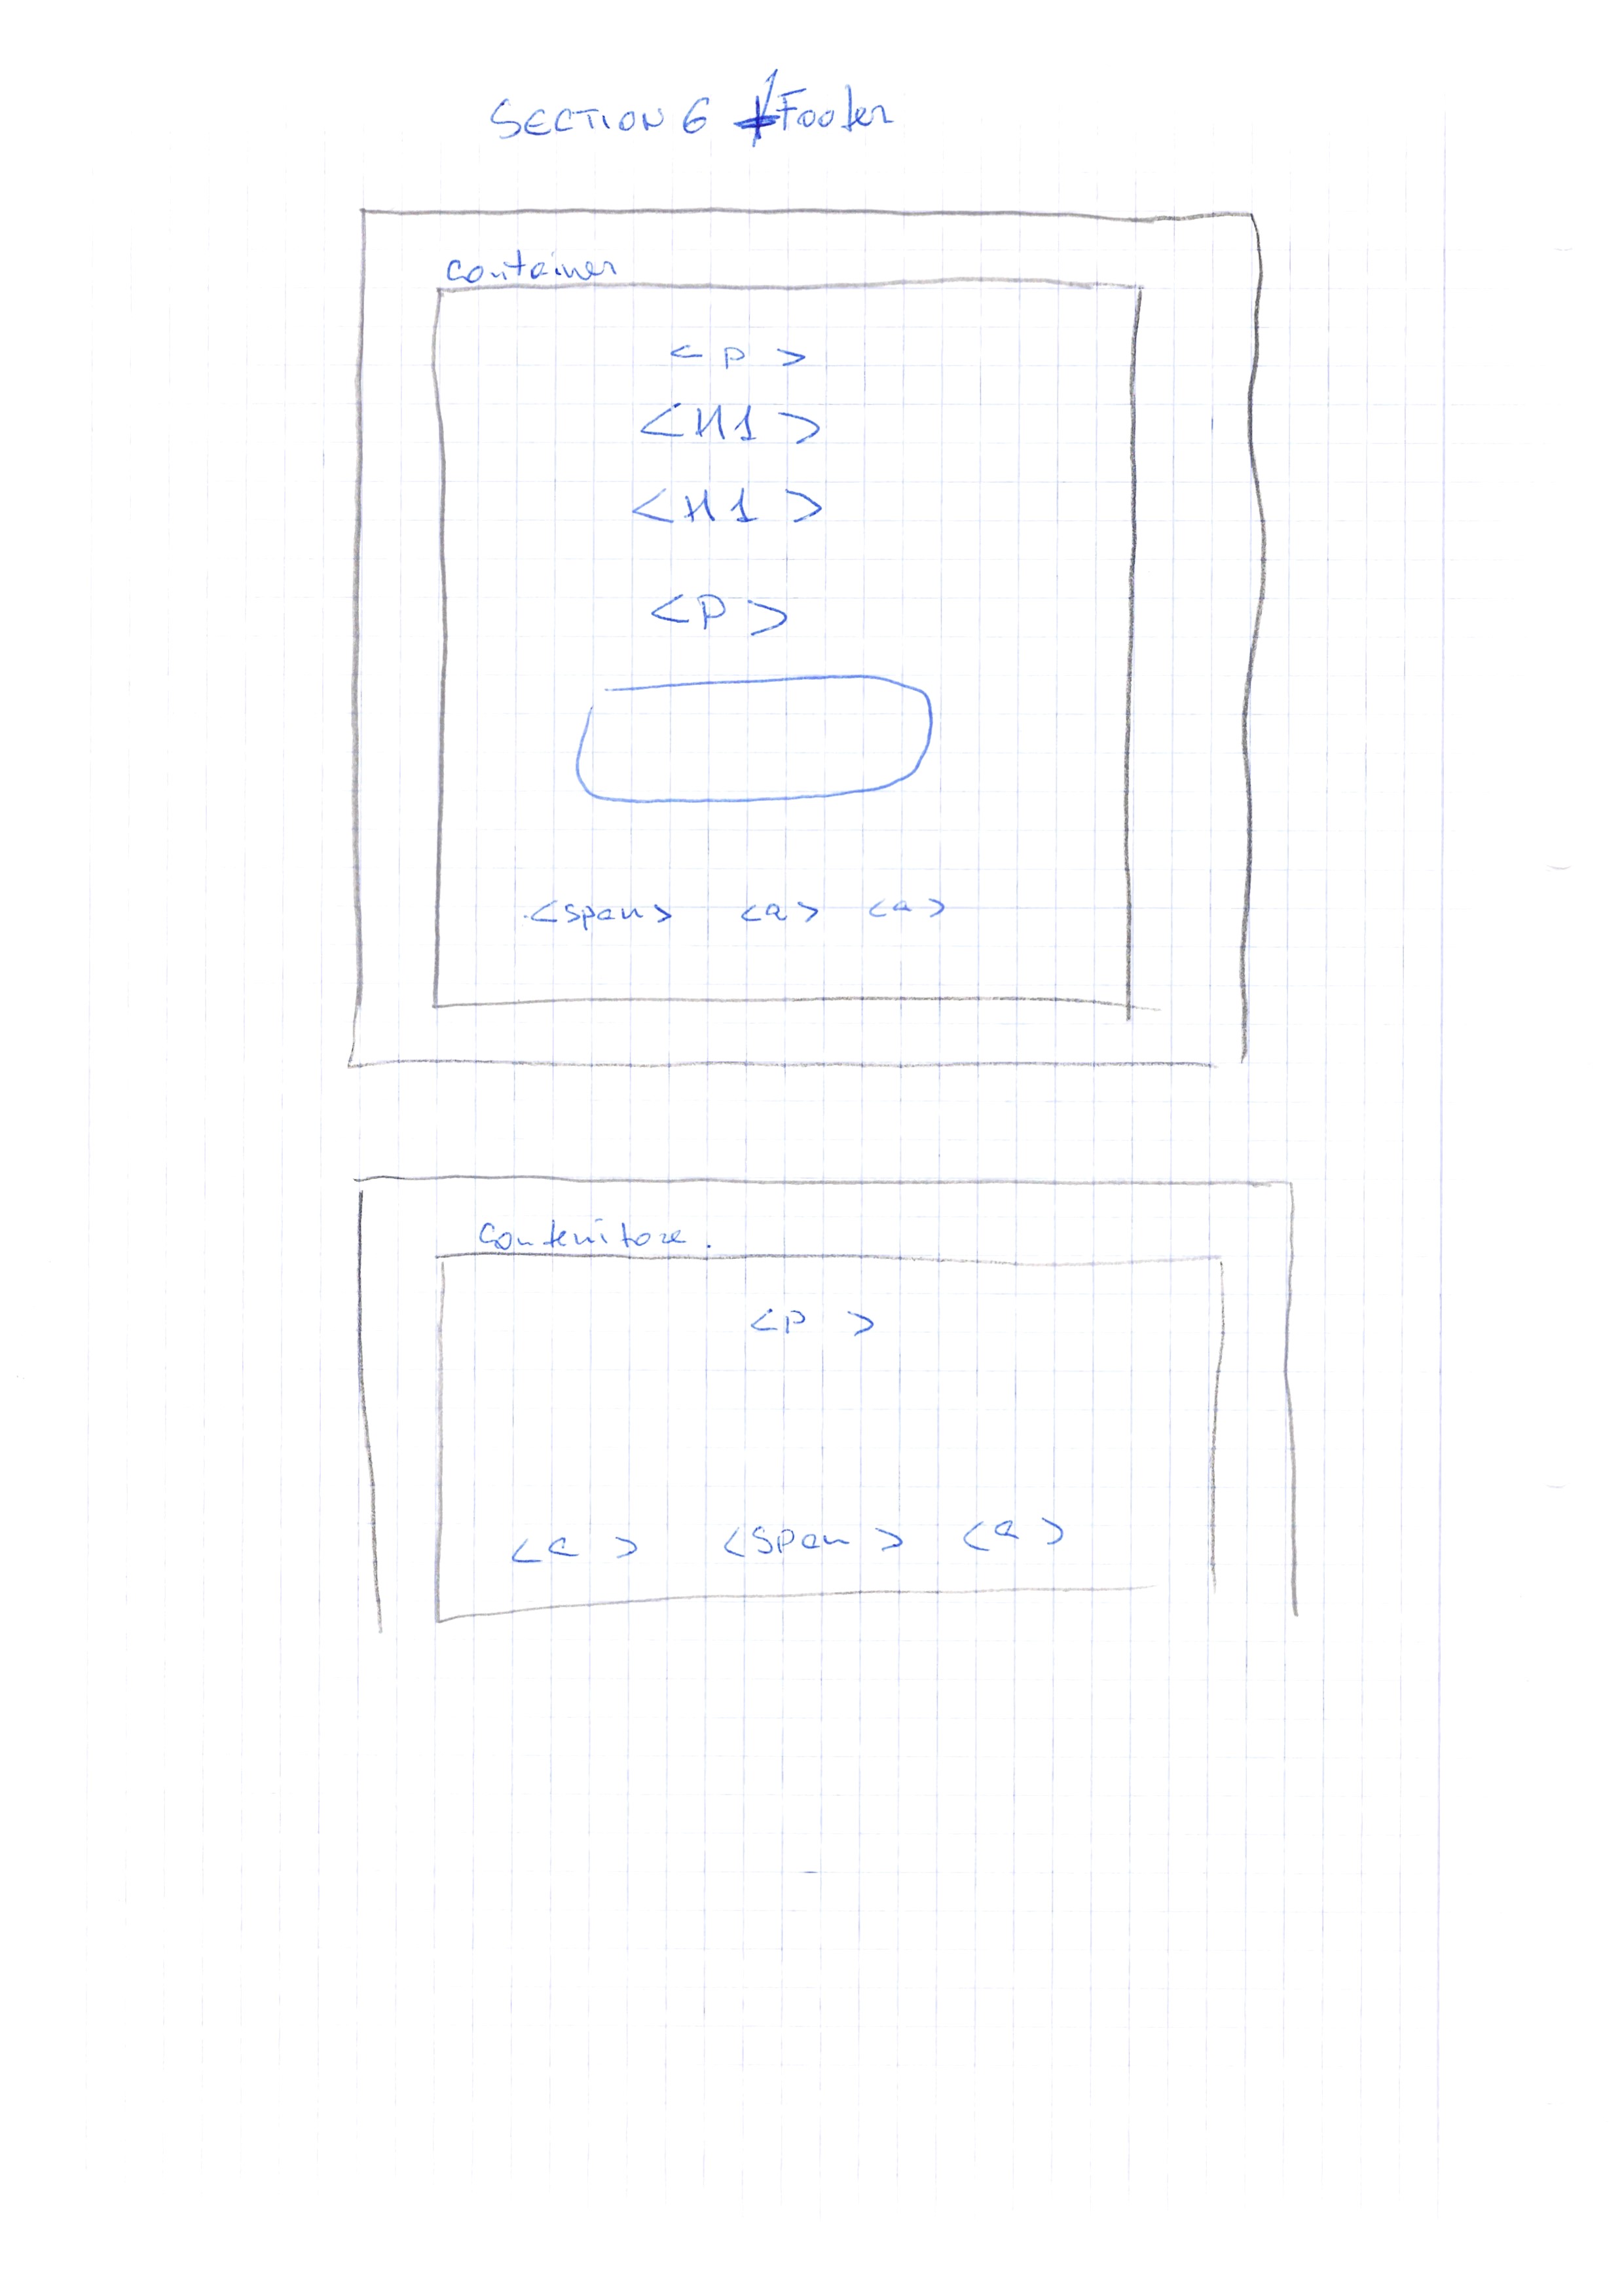 SECTION 6 / Footer
Container
< p >
<H1 >
<H1 >
<P >
<span> <a> <a>
Contenitore.
<P >
<a > <span > <a >